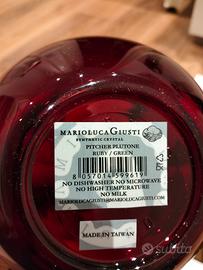 MARIOLUCAGIUSTI
SYNTHETIC CRYSTAL
PITCHER PLUTONE
RUBY / GREEN
8 057014 599619
NO DISHWASHER NO MICROWAVE
NO HIGH TEMPERATURE
NO MILK
MARIOLUCAGIUSTI@MARIOLUCAGIUSTI.COM
MADE IN TAIWAN
subito